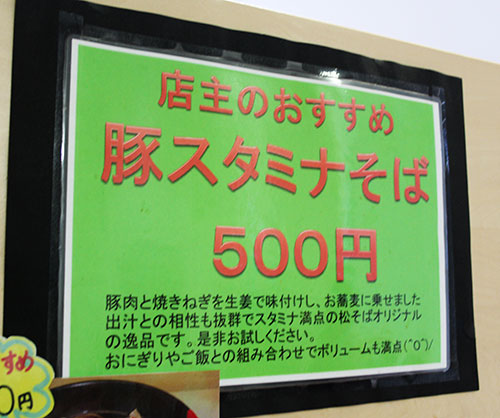 店主のおすすめ
豚スタミナそば
500円
豚肉と焼きねぎを生姜で味付けし、お蕎麦に乗せました
出汁との相性も抜群でスタミナ満点の松そばオリジナル
の逸品です。是非お試しください。
おにぎりやご飯との組み合わせでボリュームも満点(^O^)/
すすめ
0円